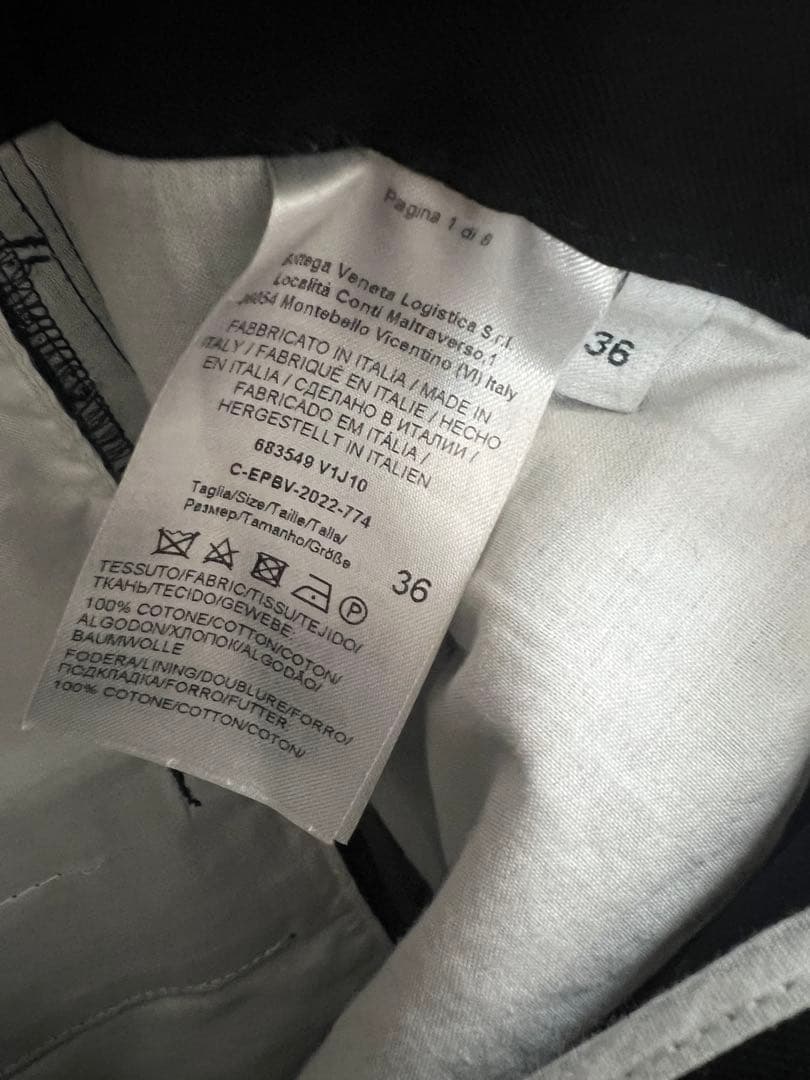 Pagina 1 di 6
Bottega Veneta Logistica S.r.l.
Località Conti Maltraverso,1
36054 Montebello Vicentino (VI) Italy
FABBRICATO IN ITALIA / MADE IN
ITALY / FABRIQUÉ EN ITALIE / HECHO
EN ITALIA / СДЕЛАНО В ИТАЛИИ /
FABRICADO EM ITÁLIA /
HERGESTELLT IN ITALIEN
683549 V1J10
C-EPBV-2022-774
Taglia/Size/Taille/Talla/
Размер/Tamanho/Größe
36
P
TESSUTO/FABRIC/TISSU/TEJIDO/
ТКАНЬ/TECIDO/GEWEBE:
100% COTONE/COTTON/COTON/
ALGODON/ХЛОПОК/ALGODÃO/
BAUMWOLLE
FODERA/LINING/DOUBLURE/FORRO/
ПОДКЛАДКА/FORRO/FUTTER
100% COTONE/COTTON/COTON/
36